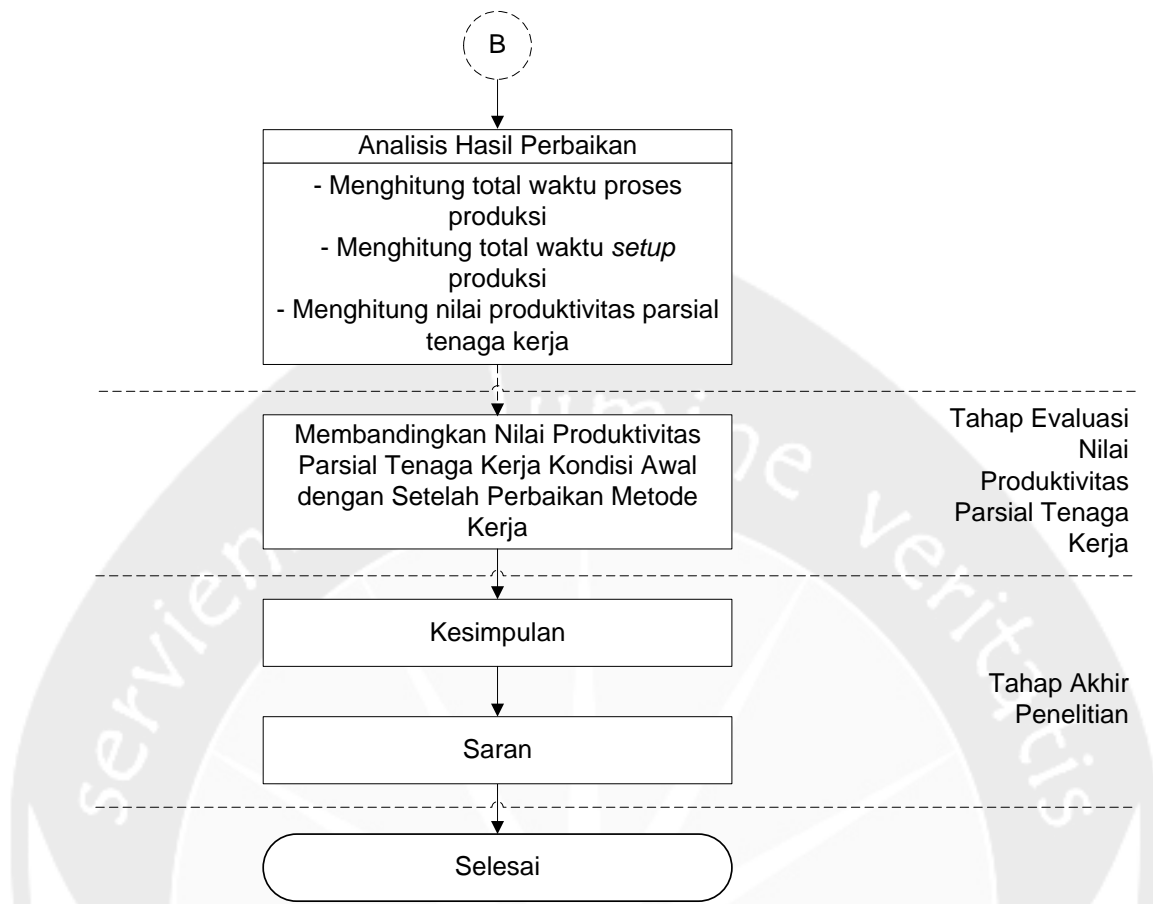 B
Analisis Hasil Perbaikan
- Menghitung total waktu proses
produksi
- Menghitung total waktu setup
produksi
- Menghitung nilai produktivitas parsial
tenaga kerja
Membandingkan Nilai Produktivitas
Parsial Tenaga Kerja Kondisi Awal
dengan Setelah Perbaikan Metode
Kerja
Tahap Evaluasi
Nilai
Produktivitas
Parsial Tenaga
Kerja
Kesimpulan
Saran
Tahap Akhir
Penelitian
Selesai
lumine veritatis